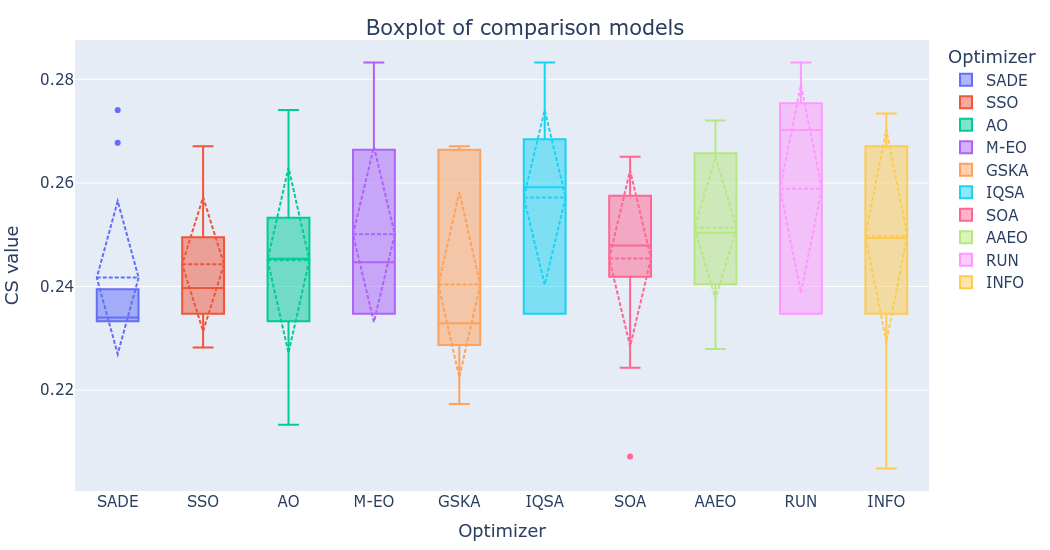 Boxplot of comparison models
CS value
0.28
0.26
0.24
0.22
SADE
SSO
AO
M-EO
GSKA
IQSA
SOA
AAEO
RUN
INFO
Optimizer
Optimizer
SADE
SSO
AO
M-EO
GSKA
IQSA
SOA
AAEO
RUN
INFO